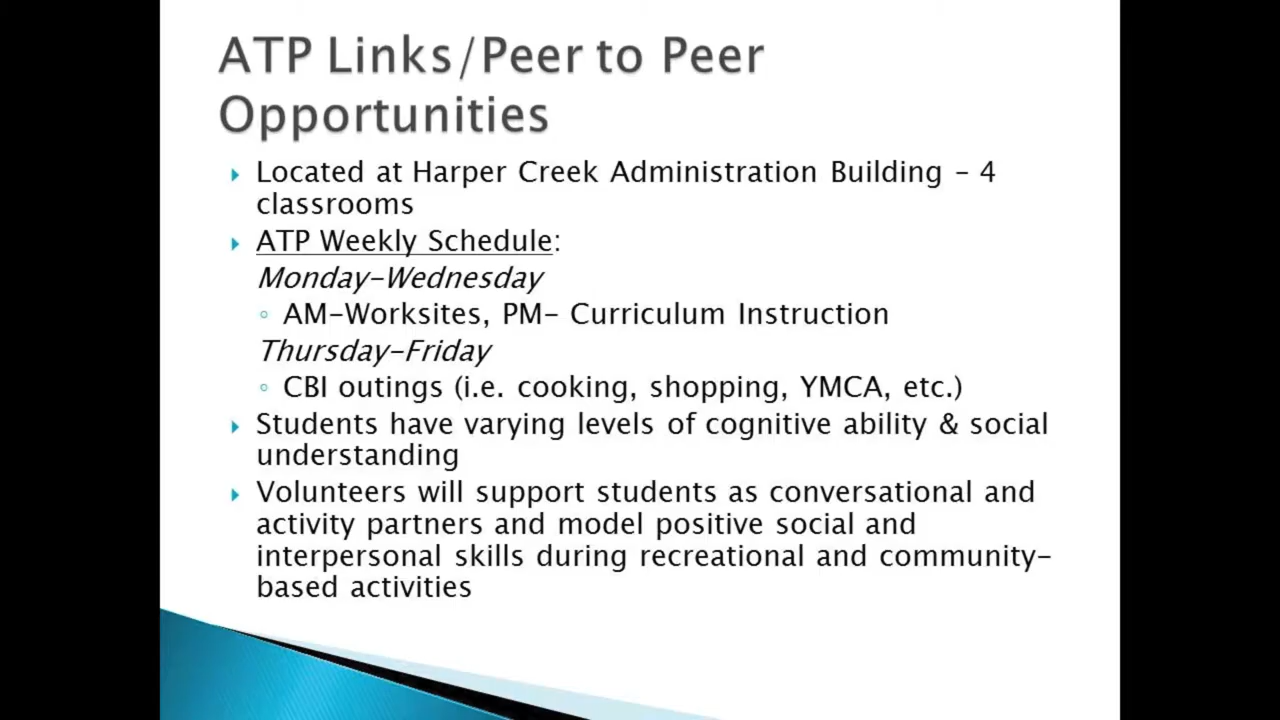 ATP Links/Peer to Peer
Opportunities
Located at Harper Creek Administration Building – 4
classrooms
ATP Weekly Schedule:
Monday-Wednesday
AM-Worksites, PM- Curriculum Instruction
Thursday-Friday
CBI outings (i.e. cooking, shopping, YMCA, etc.)
Students have varying levels of cognitive ability & social
understanding
Volunteers will support students as conversational and
activity partners and model positive social and
interpersonal skills during recreational and community-
based activities